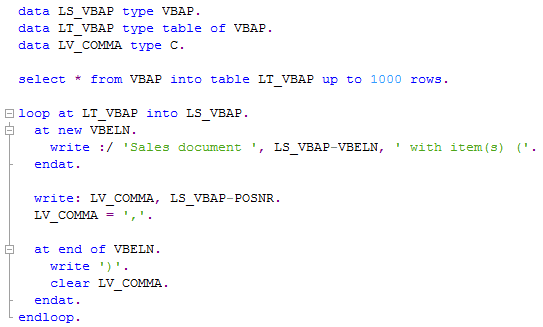 data LS_VBAP type VBAP.
data LT_VBAP type table of VBAP.
data LV_COMMA type C.
select * from VBAP into table LT_VBAP up to 1000 rows.
loop at LT_VBAP into LS_VBAP.
at new VBELN.
write :/ 'Sales document ', LS_VBAP-VBELN, ' with item(s) ('.
endat.
write: LV_COMMA, LS_VBAP-POSNR.
LV_COMMA = ','.
at end of VBELN.
write ')'.
clear LV_COMMA.
endat.
endloop.